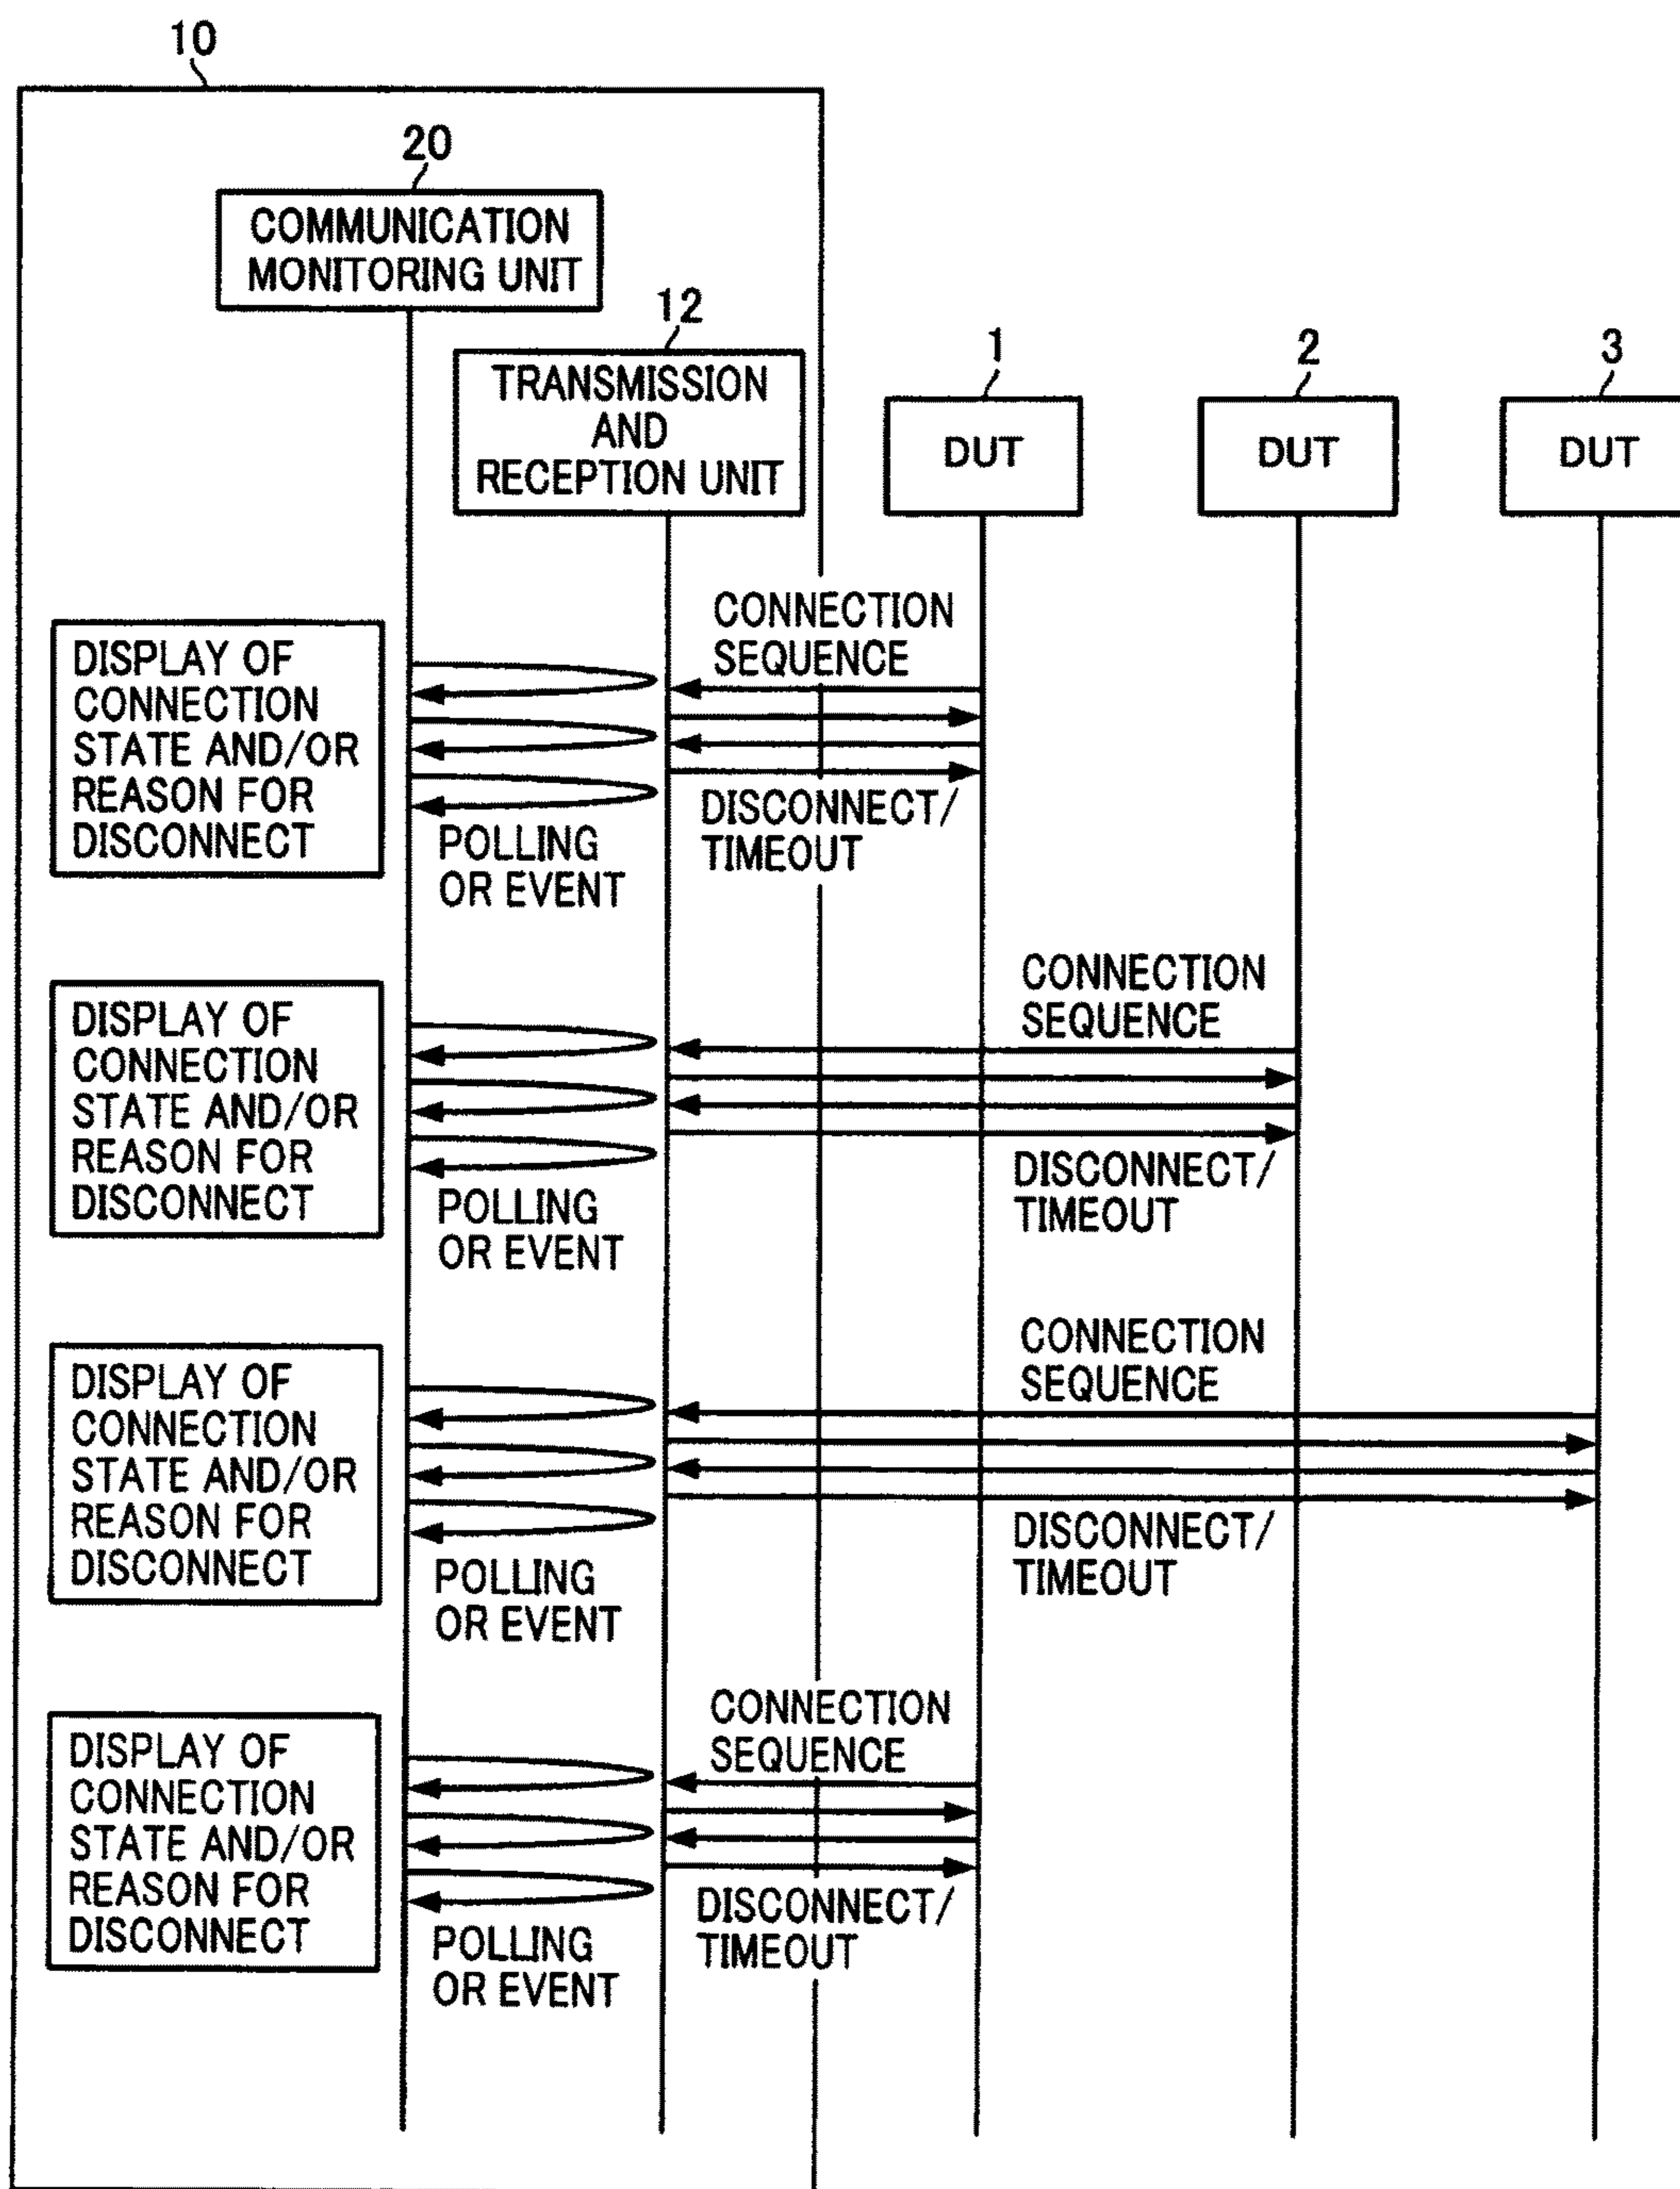 10
20
COMMUNICATION
MONITORING UNIT
12
TRANSMISSION
AND
RECEPTION UNIT
1
DUT
2
DUT
3
DUT
DISPLAY OF
CONNECTION
STATE AND/OR
REASON FOR
DISCONNECT
POLLING
OR EVENT
CONNECTION
SEQUENCE
DISCONNECT/
TIMEOUT
DISPLAY OF
CONNECTION
STATE AND/OR
REASON FOR
DISCONNECT
POLLING
OR EVENT
CONNECTION
SEQUENCE
DISCONNECT/
TIMEOUT
DISPLAY OF
CONNECTION
STATE AND/OR
REASON FOR
DISCONNECT
POLLING
OR EVENT
CONNECTION
SEQUENCE
DISCONNECT/
TIMEOUT
DISPLAY OF
CONNECTION
STATE AND/OR
REASON FOR
DISCONNECT
POLLING
OR EVENT
CONNECTION
SEQUENCE
DISCONNECT/
TIMEOUT